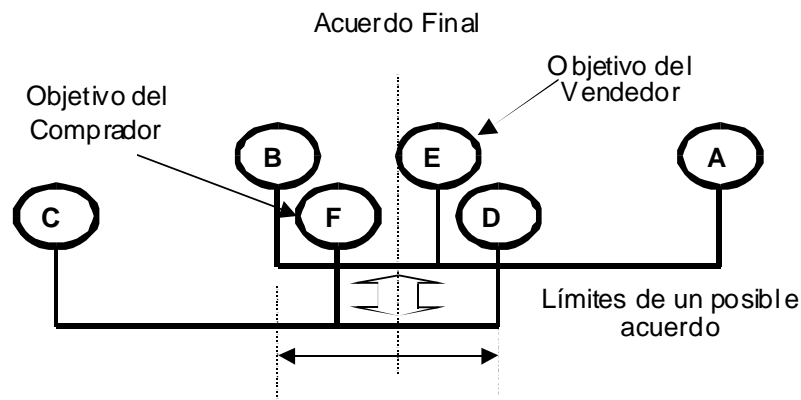 Acuerdo Final
Objetivo del
Vendedor
Objetivo del
Comprador
B
E
A
C
F
D
Límites de un posible
acuerdo